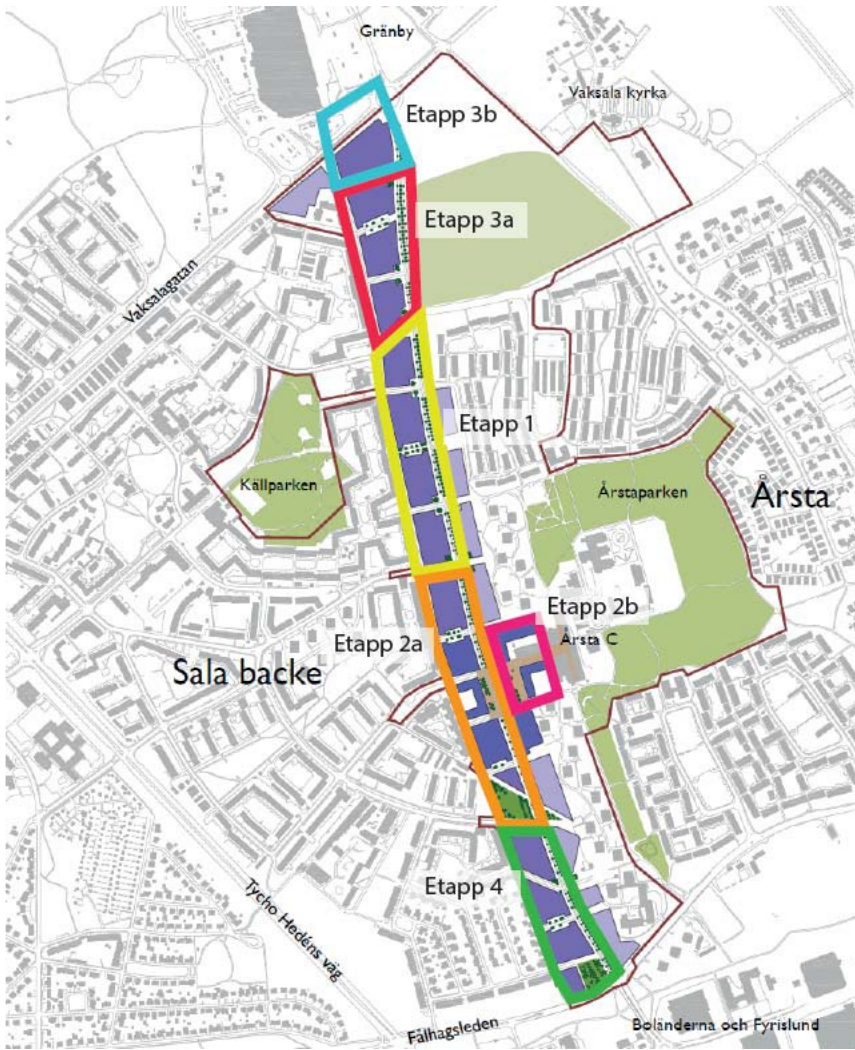 Gränby
Vaksala kyrka
Etapp 3b
Etapp 3a
Vaksalagatan
Etapp 1
Källparken
Årstaparken
Årsta
Etapp 2b
Årsta C
Etapp 2a
Sala backe
Etapp 4
Tycho Hedéns väg
Fålhagsleden
Boländerna och Fyrislund